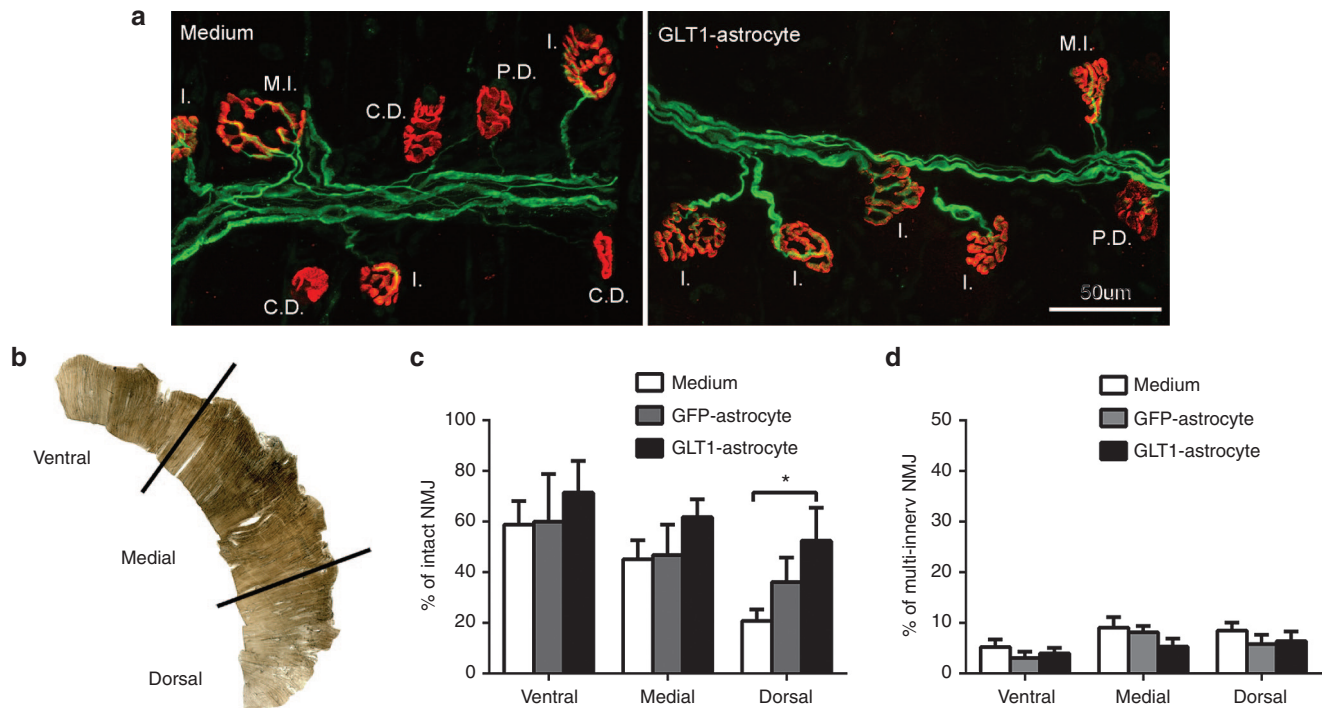 a
Medium
I.
M.I.
C.D.
P.D.
I.
C.D.
I.
C.D.
GLT1-astrocyte
M.I.
I.
I.
I.
I.
P.D.
50um
b
Ventral
Medial
Dorsal
c
Medium
GFP-astrocyte
GLT1-astrocyte
% of intact NMJ
100
80
60
40
20
0
*
Ventral Medial Dorsal
d
Medium
GFP-astrocyte
GLT1-astrocyte
% of multi-innerv NMJ
50
40
30
20
10
0
Ventral Medial Dorsal